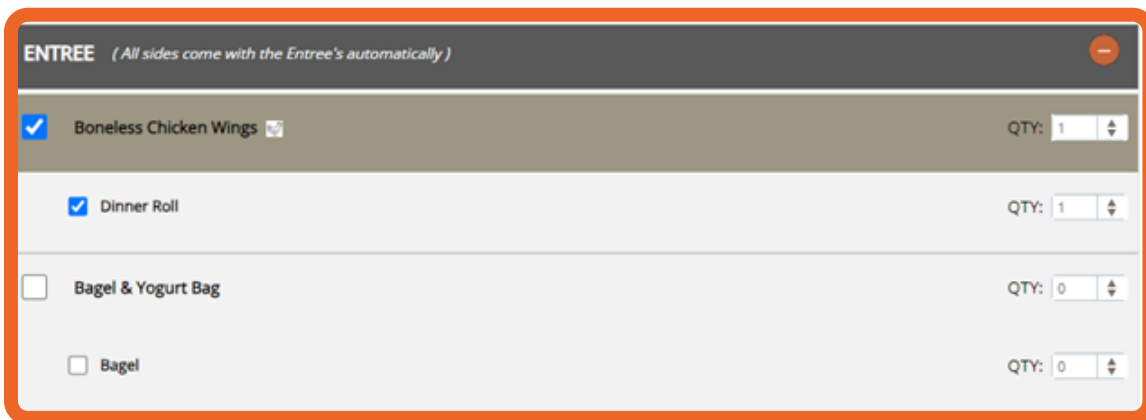 ENTREE ( All sides come with the Entree's automatically )
Boneless Chicken Wings QTY: 1
Dinner Roll QTY: 1
Bagel & Yogurt Bag QTY: 0
Bagel QTY: 0